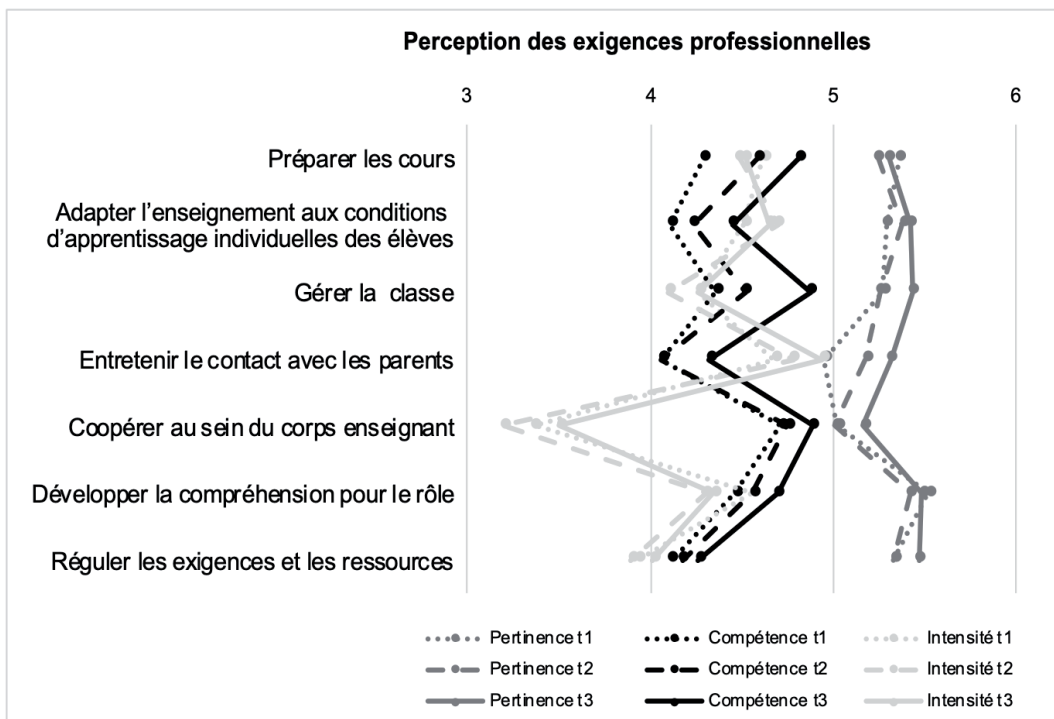 Perception des exigences professionnelles
3 4 5 6
Préparer les cours
Adapter l'enseignement aux conditions
d'apprentissage individuelles des élèves
Gérer la classe
Entretenir le contact avec les parents
Coopérer au sein du corps enseignant
Développer la compréhension pour le rôle
Réguler les exigences et les ressources
Pertinence t1 Compétence t1 Intensité t1
Pertinence t2 Compétence t2 Intensité t2
Pertinence t3 Compétence t3 Intensité t3